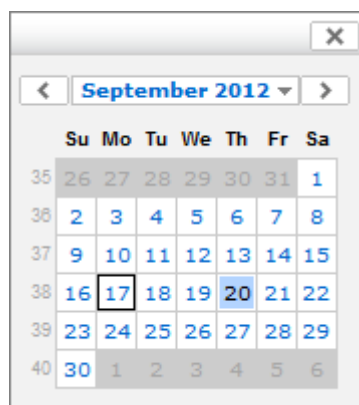 September 2012
Su Mo Tu We Th Fr Sa
35 26 27 28 29 30 31 1
36 2 3 4 5 6 7 8
37 9 10 11 12 13 14 15
38 16 17 18 19 20 21 22
39 23 24 25 26 27 28 29
40 30 1 2 3 4 5 6